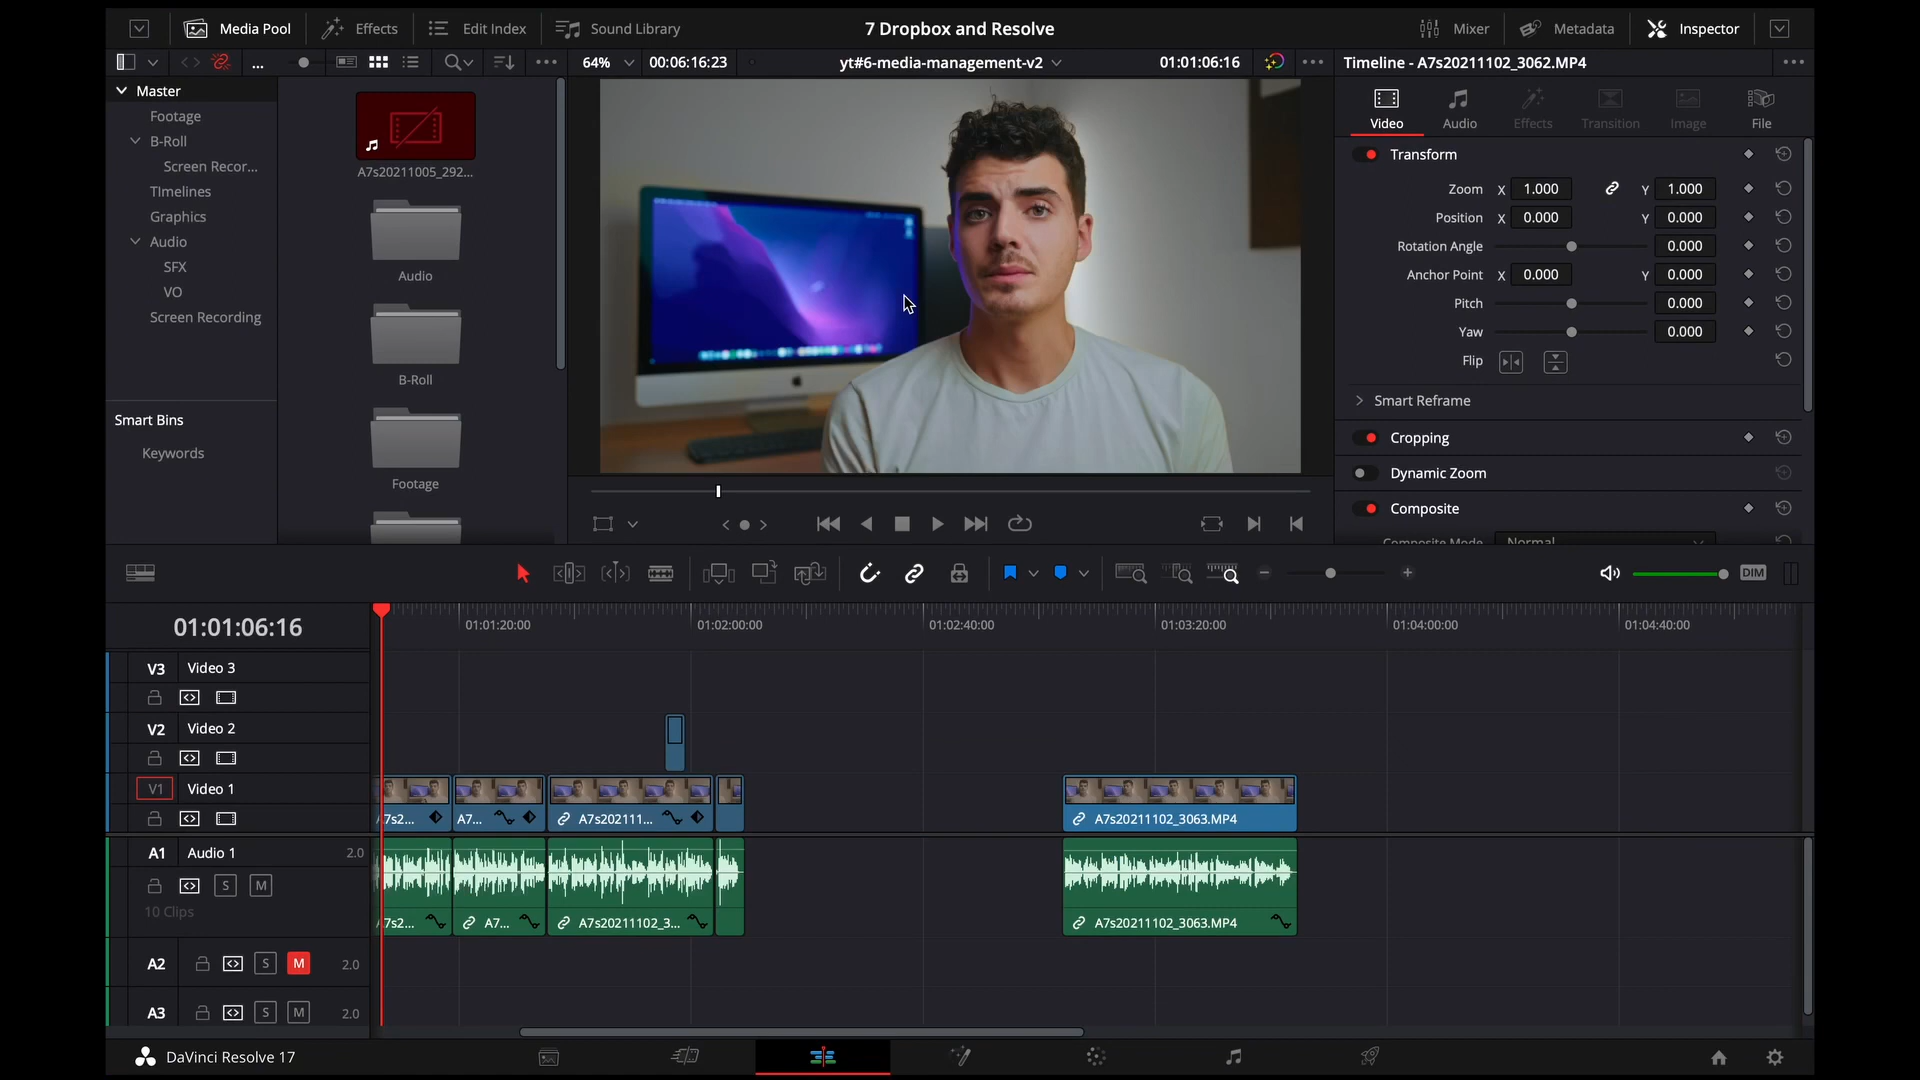 Media Pool
Effects
Edit Index
Sound Library
7 Dropbox and Resolve
Mixer
Metadata
Inspector
...
64%
00:06:16:23
yt#6-media-management-v2
01:01:06:16
Timeline - A7s20211102_3062.MP4
Master
Footage
B-Roll
Screen Recor...
TImelines
Graphics
Audio
SFX
VO
Screen Recording
Smart Bins
Keywords
A7s20211005_292...
Audio
B-Roll
Footage
Video
Audio
Effects
Transition
Image
File
Transform
Zoom X 1.000 Y 1.000
Position X 0.000 Y 0.000
Rotation Angle 0.000
Anchor Point X 0.000 Y 0.000
Pitch 0.000
Yaw 0.000
Flip
Smart Reframe
Cropping
Dynamic Zoom
Composite
Composite Mode Normal
DIM
01:01:06:16
01:01:20:00
01:02:00:00
01:02:40:00
01:03:20:00
01:04:00:00
01:04:40:00
V3 Video 3
V2 Video 2
V1 Video 1
7s2...
A7...
A7s202111...
A7s20211102_3063.MP4
A1 Audio 1 2.0
S M
10 Clips
7s2...
A7...
A7s20211102_3...
A7s20211102_3063.MP4
A2 S M 2.0
A3 S M 2.0
DaVinci Resolve 17